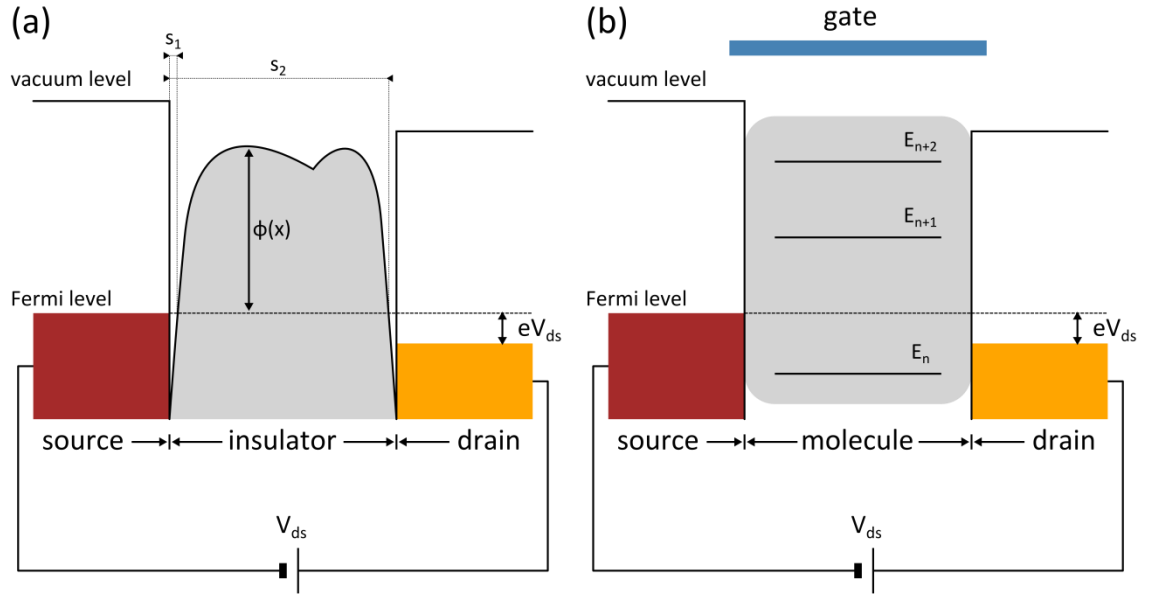 (a)
s1
s2
vacuum level
ϕ(x)
Fermi level
eVds
source
insulator
drain
Vds
(b)
gate
vacuum level
En+2
En+1
Fermi level
eVds
En
source
molecule
drain
Vds